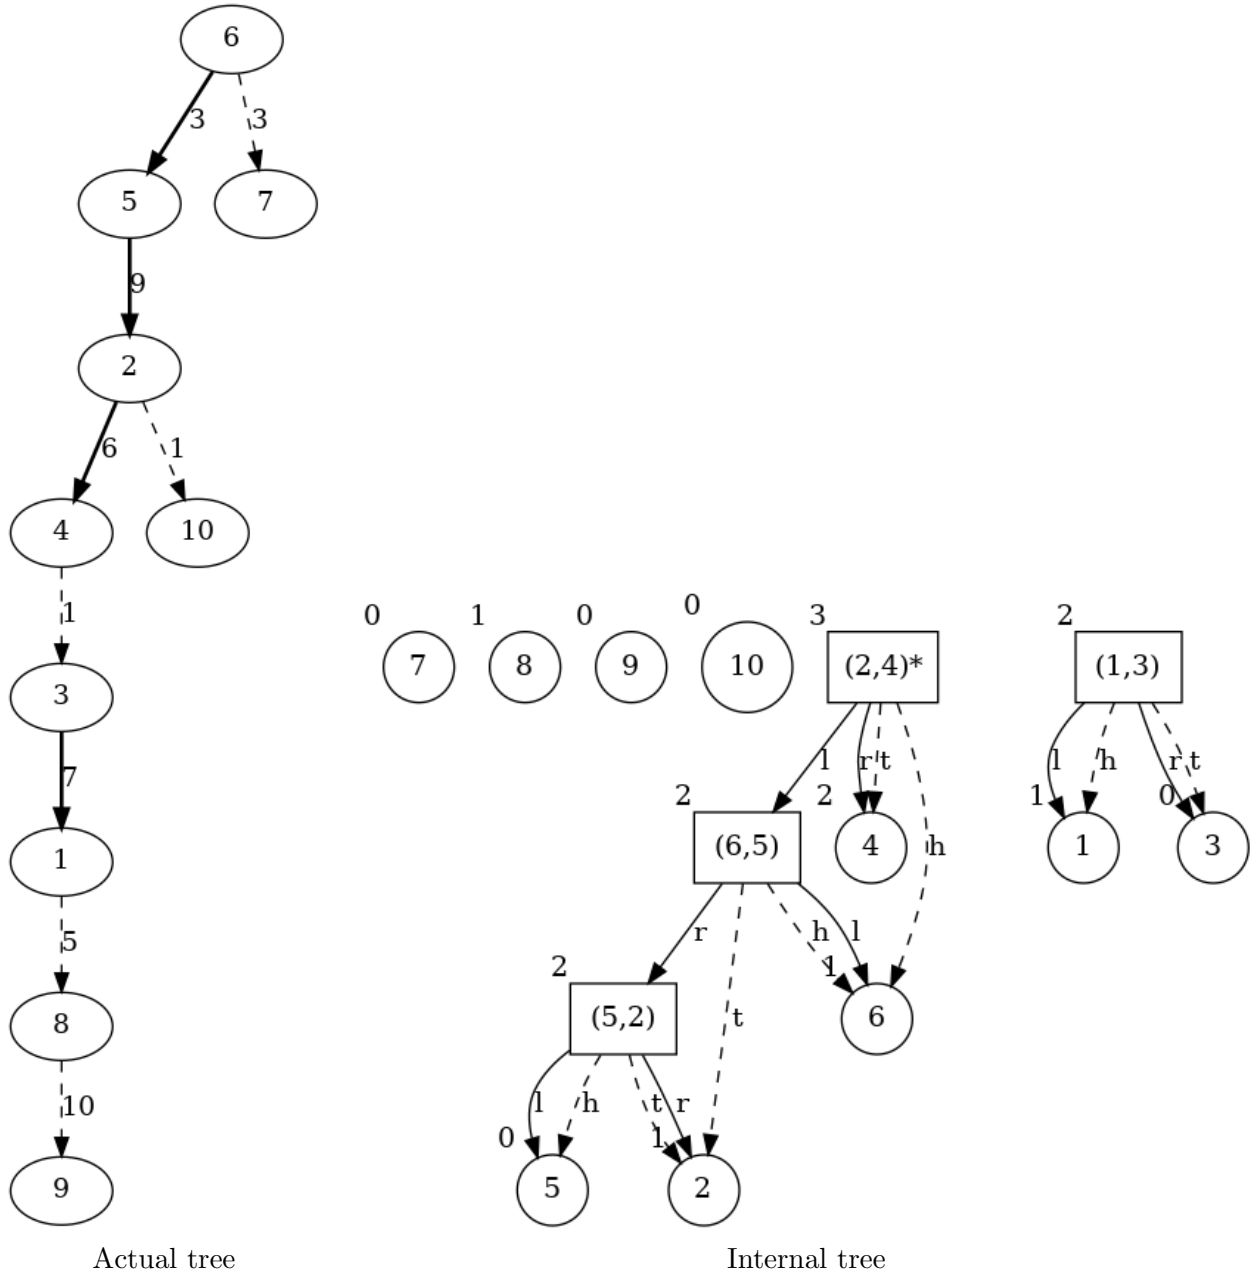 6
3 3
5 7
9
2
6 1
4 10
1
3
7
1
5
8
10
9
0 1 0 0 3 2
7 8 9 10 (2,4)* (1,3)
l r t l h r t
2 2 1 0
(6,5) 4 h 1 3
r h l
2 1
(5,2) t 6
l h t r
0 1
5 2
Actual tree Internal tree